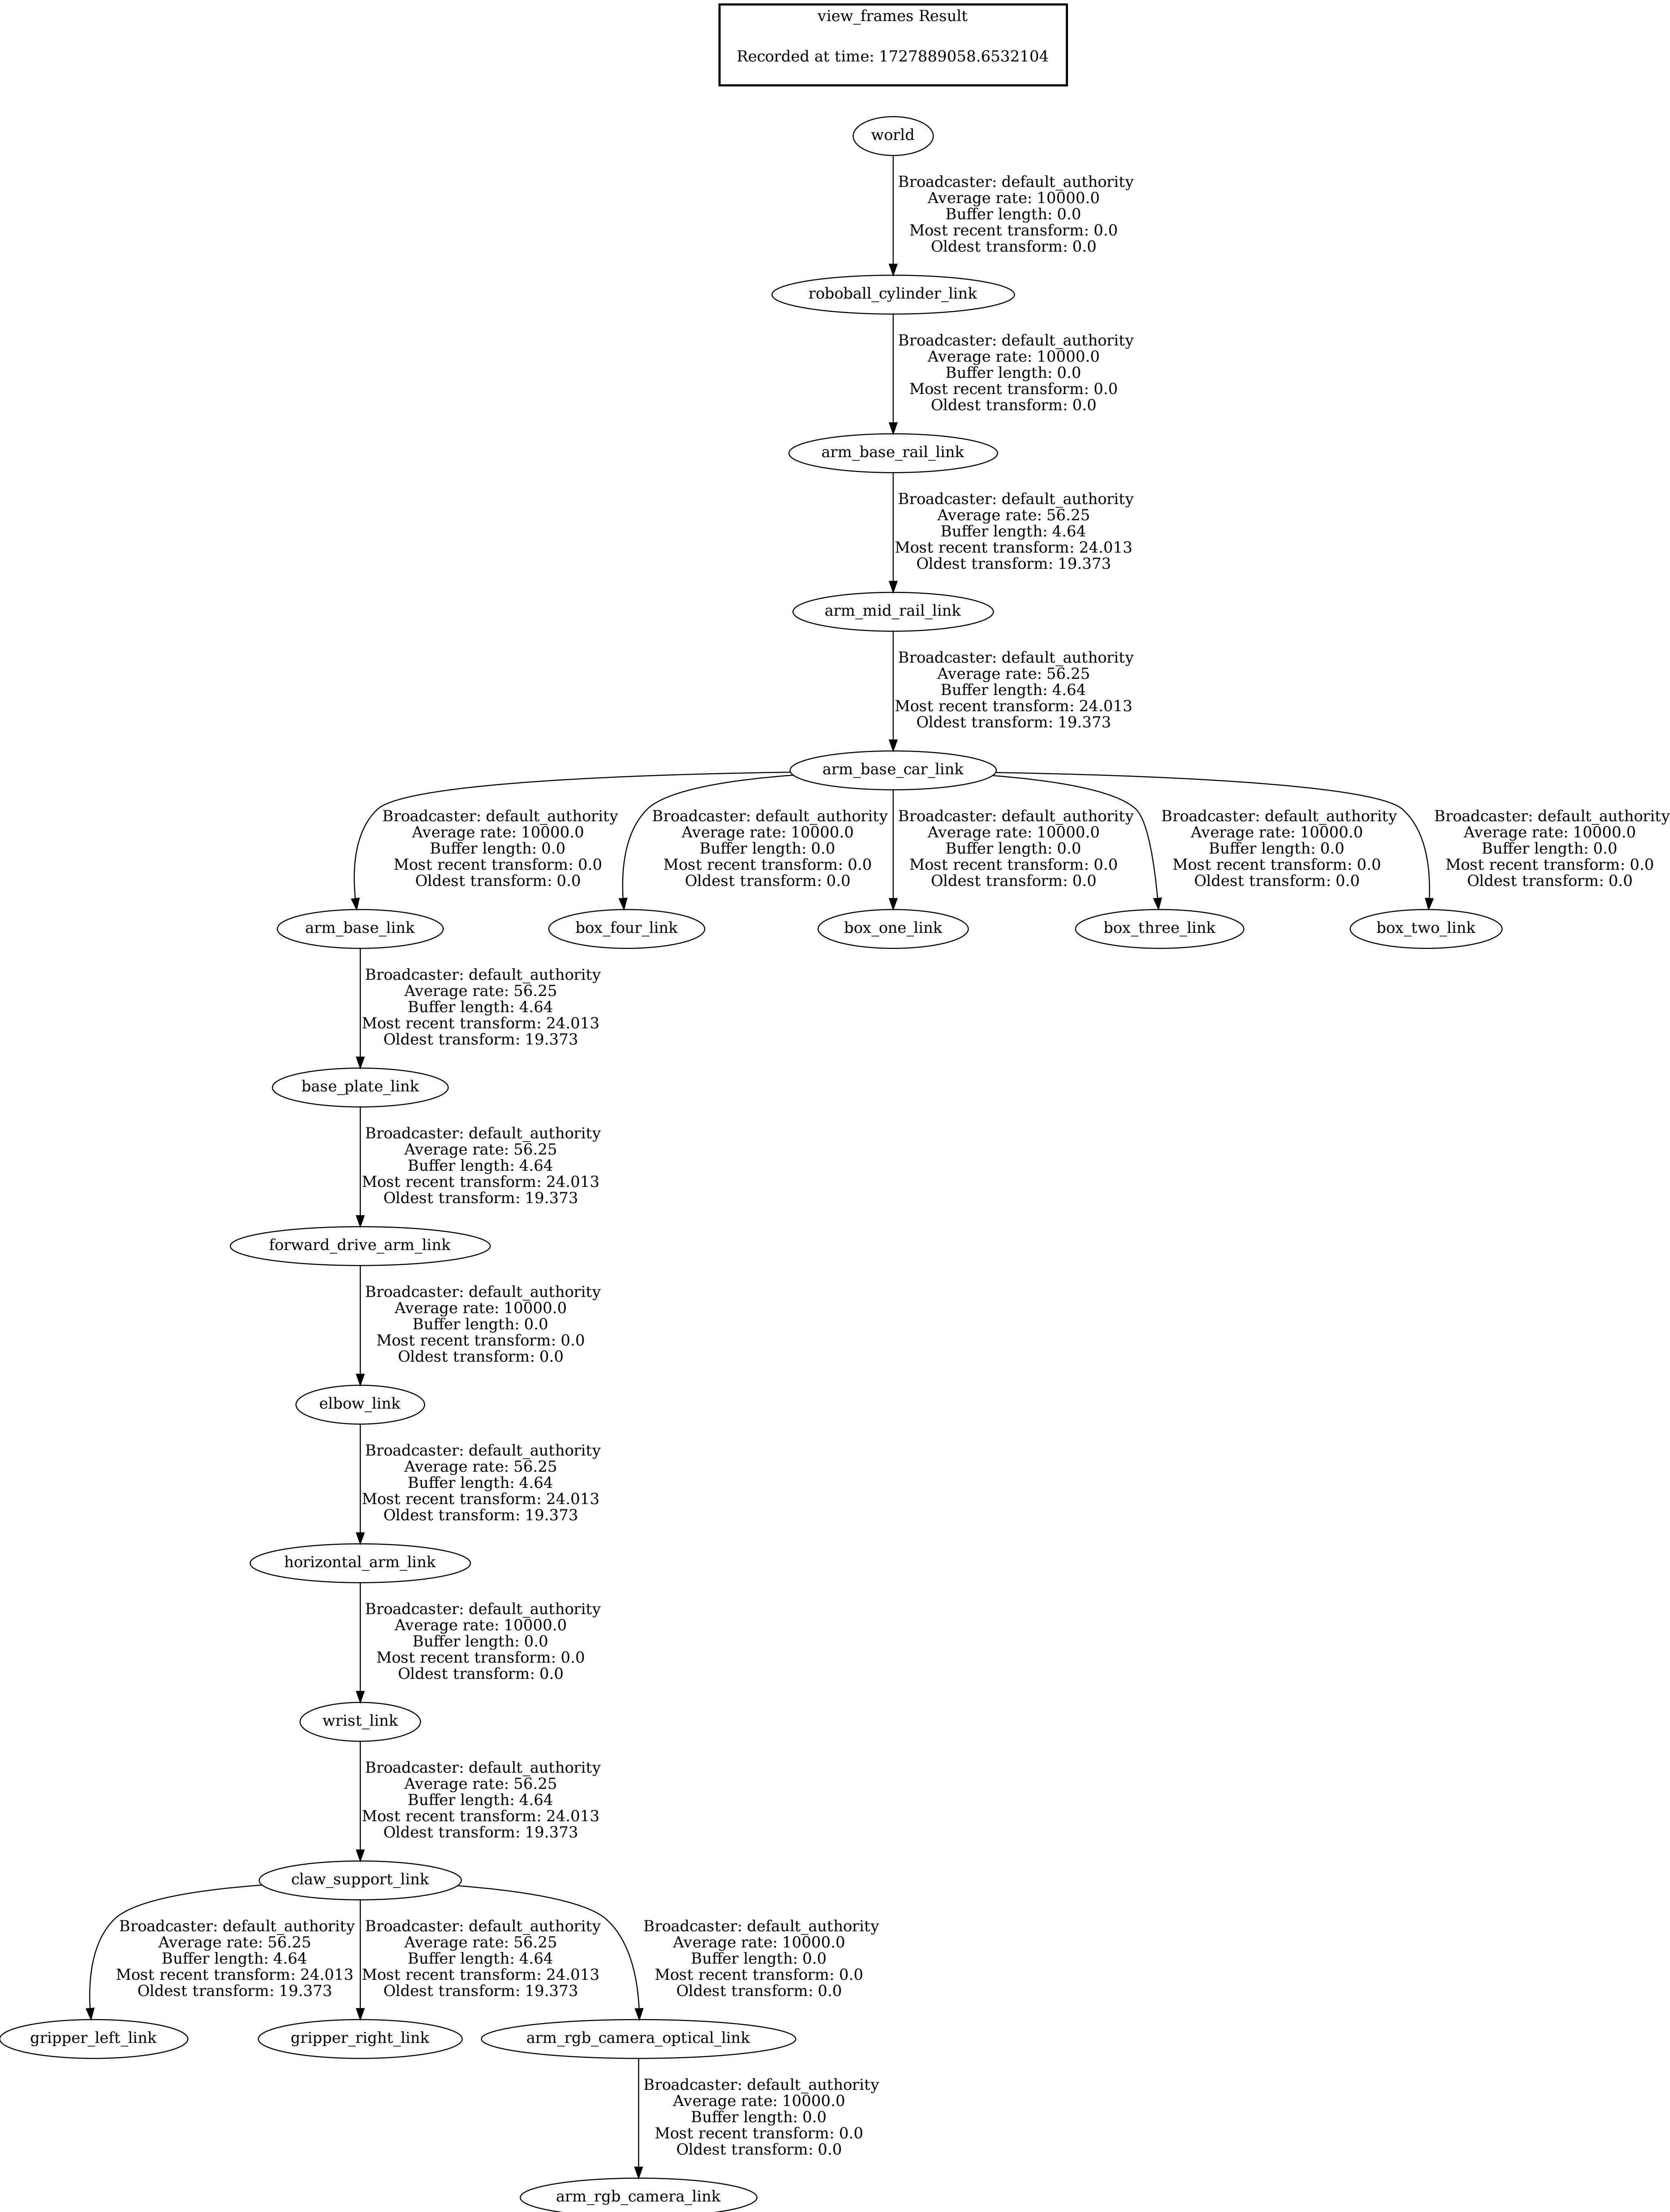 view_frames Result
Recorded at time: 1727889058.6532104
world
Broadcaster: default_authority
Average rate: 10000.0
Buffer length: 0.0
Most recent transform: 0.0
Oldest transform: 0.0
roboball_cylinder_link
Broadcaster: default_authority
Average rate: 10000.0
Buffer length: 0.0
Most recent transform: 0.0
Oldest transform: 0.0
arm_base_rail_link
Broadcaster: default_authority
Average rate: 56.25
Buffer length: 4.64
Most recent transform: 24.013
Oldest transform: 19.373
arm_mid_rail_link
Broadcaster: default_authority
Average rate: 56.25
Buffer length: 4.64
Most recent transform: 24.013
Oldest transform: 19.373
arm_base_car_link
Broadcaster: default_authority
Average rate: 10000.0
Buffer length: 0.0
Most recent transform: 0.0
Oldest transform: 0.0
Broadcaster: default_authority
Average rate: 10000.0
Buffer length: 0.0
Most recent transform: 0.0
Oldest transform: 0.0
Broadcaster: default_authority
Average rate: 10000.0
Buffer length: 0.0
Most recent transform: 0.0
Oldest transform: 0.0
Broadcaster: default_authority
Average rate: 10000.0
Buffer length: 0.0
Most recent transform: 0.0
Oldest transform: 0.0
Broadcaster: default_authority
Average rate: 10000.0
Buffer length: 0.0
Most recent transform: 0.0
Oldest transform: 0.0
arm_base_link
box_four_link
box_one_link
box_three_link
box_two_link
Broadcaster: default_authority
Average rate: 56.25
Buffer length: 4.64
Most recent transform: 24.013
Oldest transform: 19.373
base_plate_link
Broadcaster: default_authority
Average rate: 56.25
Buffer length: 4.64
Most recent transform: 24.013
Oldest transform: 19.373
forward_drive_arm_link
Broadcaster: default_authority
Average rate: 10000.0
Buffer length: 0.0
Most recent transform: 0.0
Oldest transform: 0.0
elbow_link
Broadcaster: default_authority
Average rate: 56.25
Buffer length: 4.64
Most recent transform: 24.013
Oldest transform: 19.373
horizontal_arm_link
Broadcaster: default_authority
Average rate: 10000.0
Buffer length: 0.0
Most recent transform: 0.0
Oldest transform: 0.0
wrist_link
Broadcaster: default_authority
Average rate: 56.25
Buffer length: 4.64
Most recent transform: 24.013
Oldest transform: 19.373
claw_support_link
Broadcaster: default_authority
Average rate: 56.25
Buffer length: 4.64
Most recent transform: 24.013
Oldest transform: 19.373
Broadcaster: default_authority
Average rate: 56.25
Buffer length: 4.64
Most recent transform: 24.013
Oldest transform: 19.373
Broadcaster: default_authority
Average rate: 10000.0
Buffer length: 0.0
Most recent transform: 0.0
Oldest transform: 0.0
gripper_left_link
gripper_right_link
arm_rgb_camera_optical_link
Broadcaster: default_authority
Average rate: 10000.0
Buffer length: 0.0
Most recent transform: 0.0
Oldest transform: 0.0
arm_rgb_camera_link